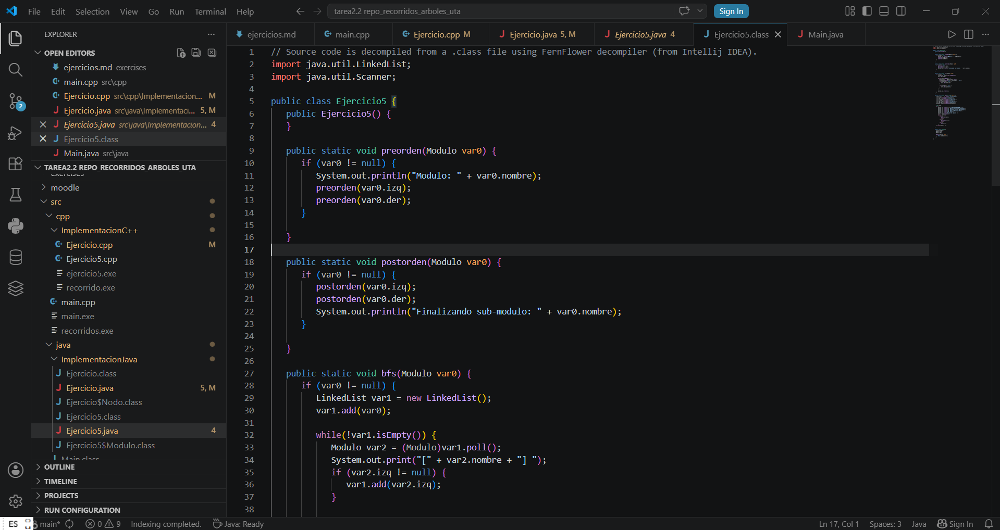 File Edit Selection View Go Run Terminal Help
tarea2.2 repo_recorridos_arboles_uta
Sign In
EXPLORER
OPEN EDITORS
ejercicios.md exercises
main.cpp src\cpp
Ejercicio.cpp src\cpp\Implementacion... M
Ejercicio.java src\java\Implementaci... 5, M
Ejercicio5.java src\java\Implementacion... 4
Ejercicio5.class
Main.java src\java
TAREA2.2 REPO_RECORRIDOS_ARBOLES_UTA
exercises
moodle
src
cpp
ImplementacionC++
Ejercicio.cpp M
Ejercicio5.cpp
ejercicio5.exe
recorrido.exe
main.cpp
main.exe
recorridos.exe
java
ImplementacionJava
Ejercicio.class
Ejercicio.java 5, M
Ejercicio$Nodo.class
Ejercicio5.class
Ejercicio5.java 4
Ejercicio5$Modulo.class
Main.class
OUTLINE
TIMELINE
PROJECTS
RUN CONFIGURATION
2
ejercicios.md main.cpp Ejercicio.cpp M Ejercicio.java 5, M Ejercicio5.java 4 Ejercicio5.class Main.java
1 // Source code is decompiled from a .class file using FernFlower decompiler (from Intellij IDEA).
2 import java.util.LinkedList;
3 import java.util.Scanner;
4
5 public class Ejercicio5 {
6 public Ejercicio5() {
7 }
8
9 public static void preorden(Modulo var0) {
10 if (var0 != null) {
11 System.out.println("Modulo: " + var0.nombre);
12 preorden(var0.izq);
13 preorden(var0.der);
14 }
15
16 }
17
18 public static void postorden(Modulo var0) {
19 if (var0 != null) {
20 postorden(var0.izq);
21 postorden(var0.der);
22 System.out.println("Finalizando sub-modulo: " + var0.nombre);
23 }
24
25 }
26
27 public static void bfs(Modulo var0) {
28 if (var0 != null) {
29 LinkedList var1 = new LinkedList();
30 var1.add(var0);
31
32 while(!var1.isEmpty()) {
33 Modulo var2 = (Modulo)var1.poll();
34 System.out.print("[" + var2.nombre + "] ");
35 if (var2.izq != null) {
36 var1.add(var2.izq);
37 }
38
ES main* 0 9 Indexing completed. Java: Ready
Ln 17, Col 1 Spaces: 3 Java Sign In